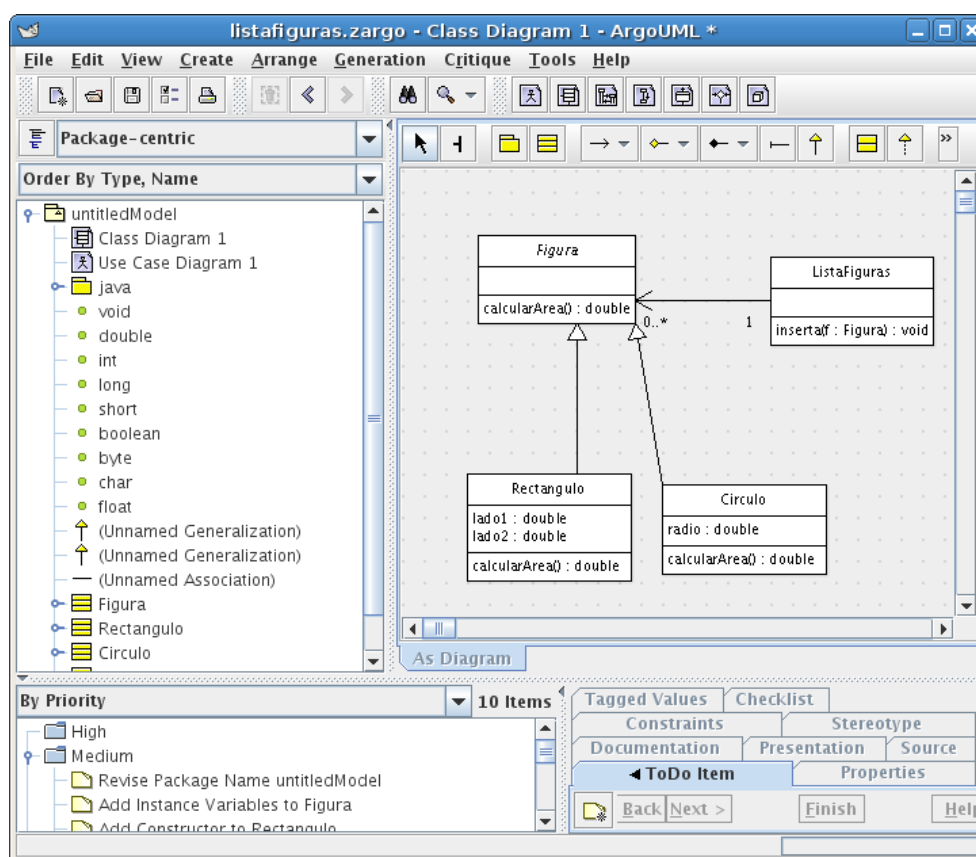 listafiguras.zargo - Class Diagram 1 - ArgoUML *
File Edit View Create Arrange Generation Critique Tools Help
Package-centric
Order By Type, Name
untitledModel
Class Diagram 1
Use Case Diagram 1
java
void
double
int
long
short
boolean
byte
char
float
(Unnamed Generalization)
(Unnamed Generalization)
(Unnamed Association)
Figura
Rectangulo
Circulo
Figura
calcularArea() : double
ListaFiguras
inserta(f : Figura) : void
0..*
1
Rectangulo
lado1 : double
lado2 : double
calcularArea() : double
Circulo
radio : double
calcularArea() : double
As Diagram
By Priority
10 Items
High
Medium
Revise Package Name untitledModel
Add Instance Variables to Figura
Add Constructor to Rectangulo
Tagged Values Checklist
Constraints Stereotype
Documentation Presentation Source
ToDo Item Properties
Back Next > Finish Help